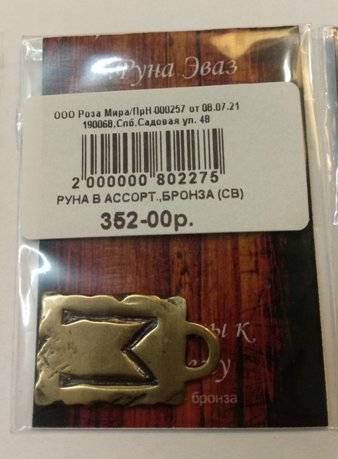 Руна Эваз
ООО Роза Мира/ПрН 000257 от 08.07.21
190068,Спб.Садовая ул. 48
2 000000 802275
РУНА В АССОРТ.,БРОНЗА (СВ)
352-00р.
к
бронза